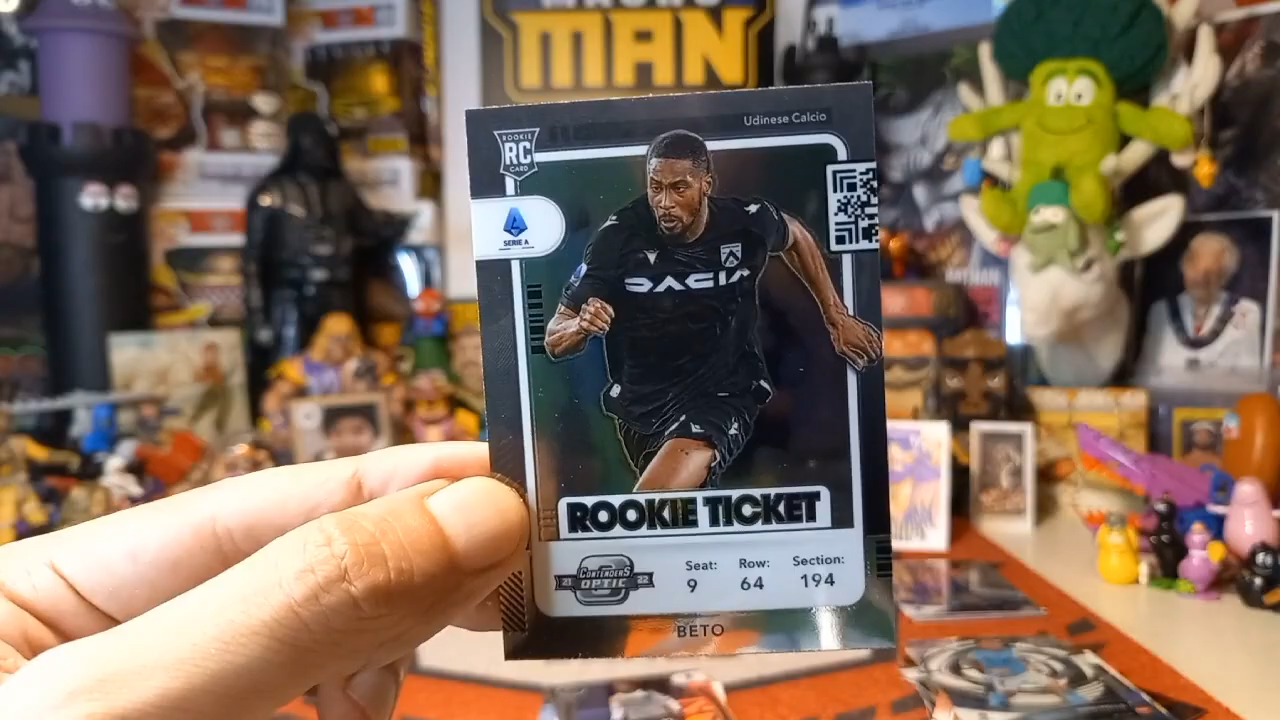 MAN
Udinese Calcio
ROOKIE
RC
CARD
SERIE A
DACIA
ROOKIE TICKET
21 CONTENDERS 22
OPTIC
Seat: Row: Section:
9 64 194
BETO